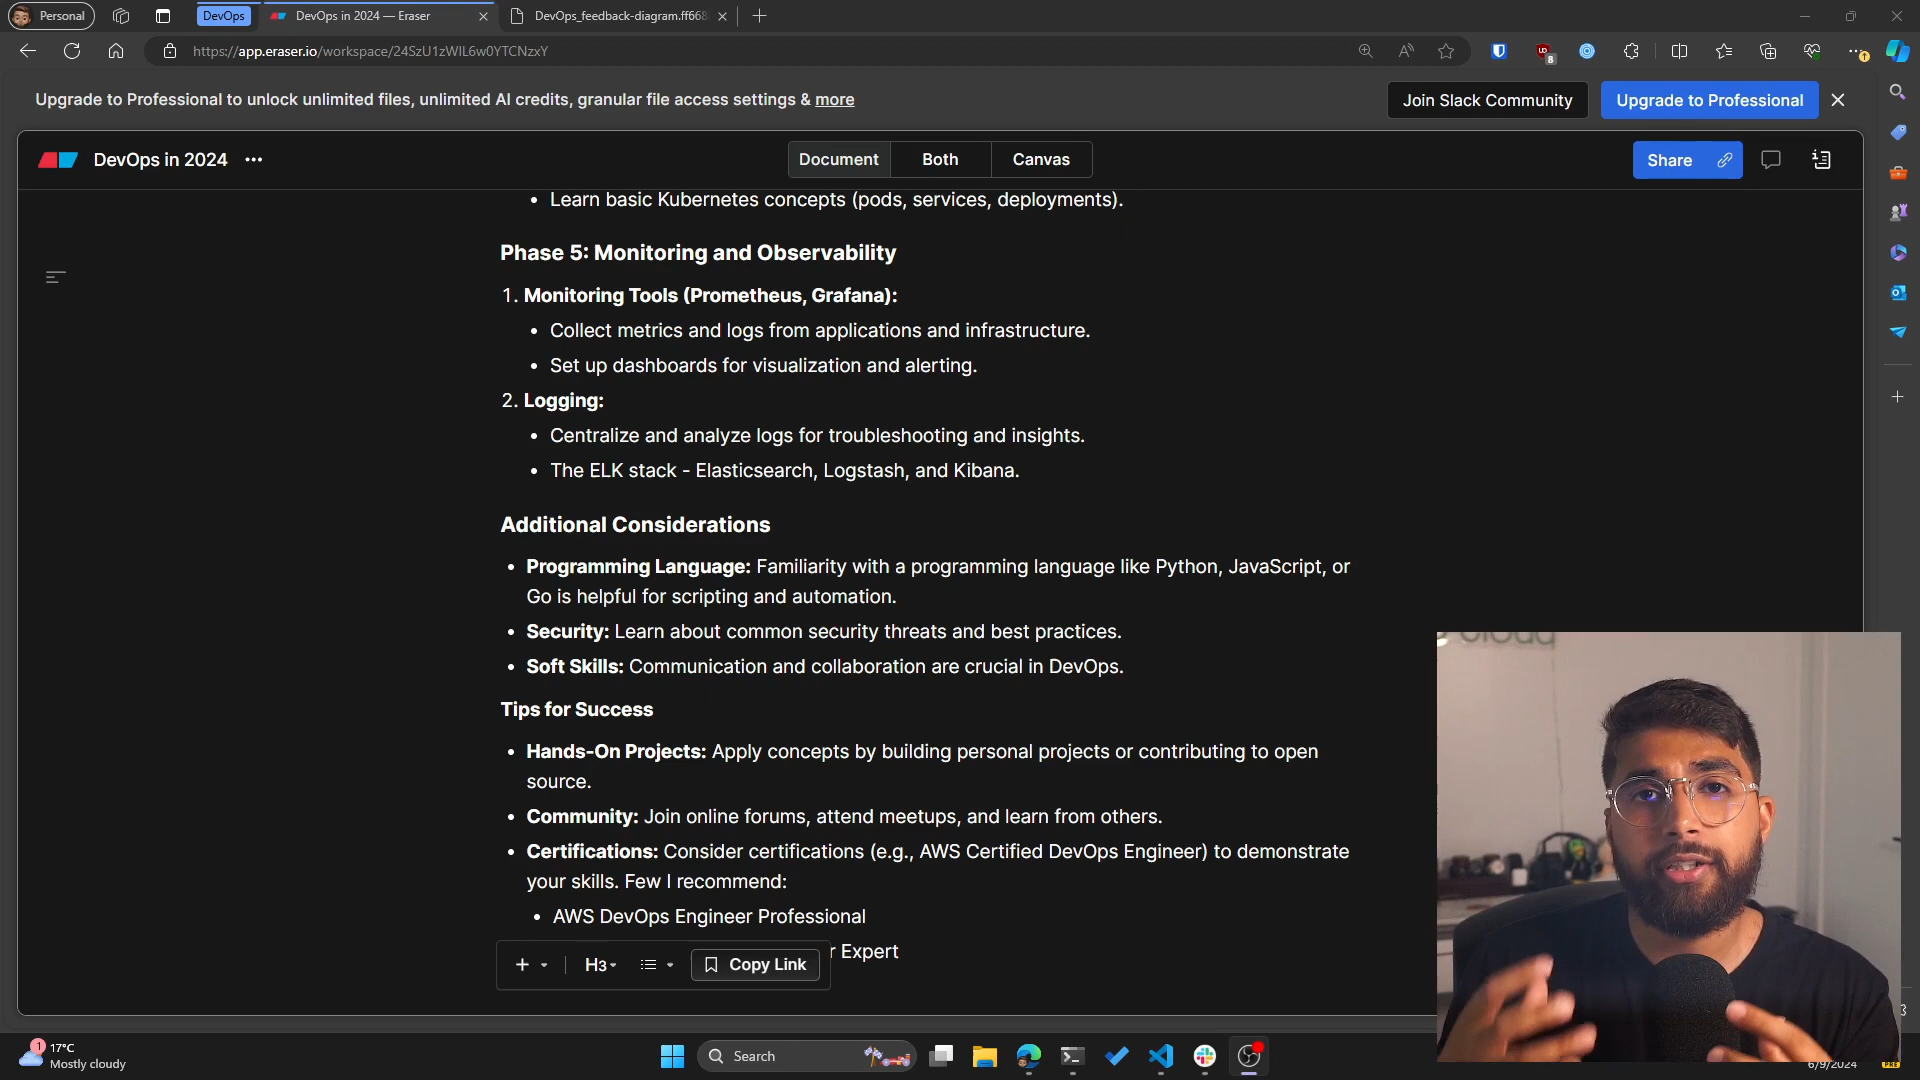 Personal
DevOps
DevOps in 2024 — Eraser
DevOps_feedback-diagram.ff668
https://app.eraser.io/workspace/24SzU1zWIL6w0YTCNzxY
8
1
Upgrade to Professional to unlock unlimited files, unlimited AI credits, granular file access settings & more
Join Slack Community
Upgrade to Professional
DevOps in 2024
Document
Both
Canvas
Share
• Learn basic Kubernetes concepts (pods, services, deployments).
Phase 5: Monitoring and Observability
1. Monitoring Tools (Prometheus, Grafana):
• Collect metrics and logs from applications and infrastructure.
• Set up dashboards for visualization and alerting.
2. Logging:
• Centralize and analyze logs for troubleshooting and insights.
• The ELK stack - Elasticsearch, Logstash, and Kibana.
Additional Considerations
• Programming Language: Familiarity with a programming language like Python, JavaScript, or
Go is helpful for scripting and automation.
• Security: Learn about common security threats and best practices.
• Soft Skills: Communication and collaboration are crucial in DevOps.
Tips for Success
• Hands-On Projects: Apply concepts by building personal projects or contributing to open
source.
• Community: Join online forums, attend meetups, and learn from others.
• Certifications: Consider certifications (e.g., AWS Certified DevOps Engineer) to demonstrate
your skills. Few I recommend:
• AWS DevOps Engineer Professional
r Expert
H3
Copy Link
cloud
1
17°C
Mostly cloudy
Search
6/9/2024
PRE